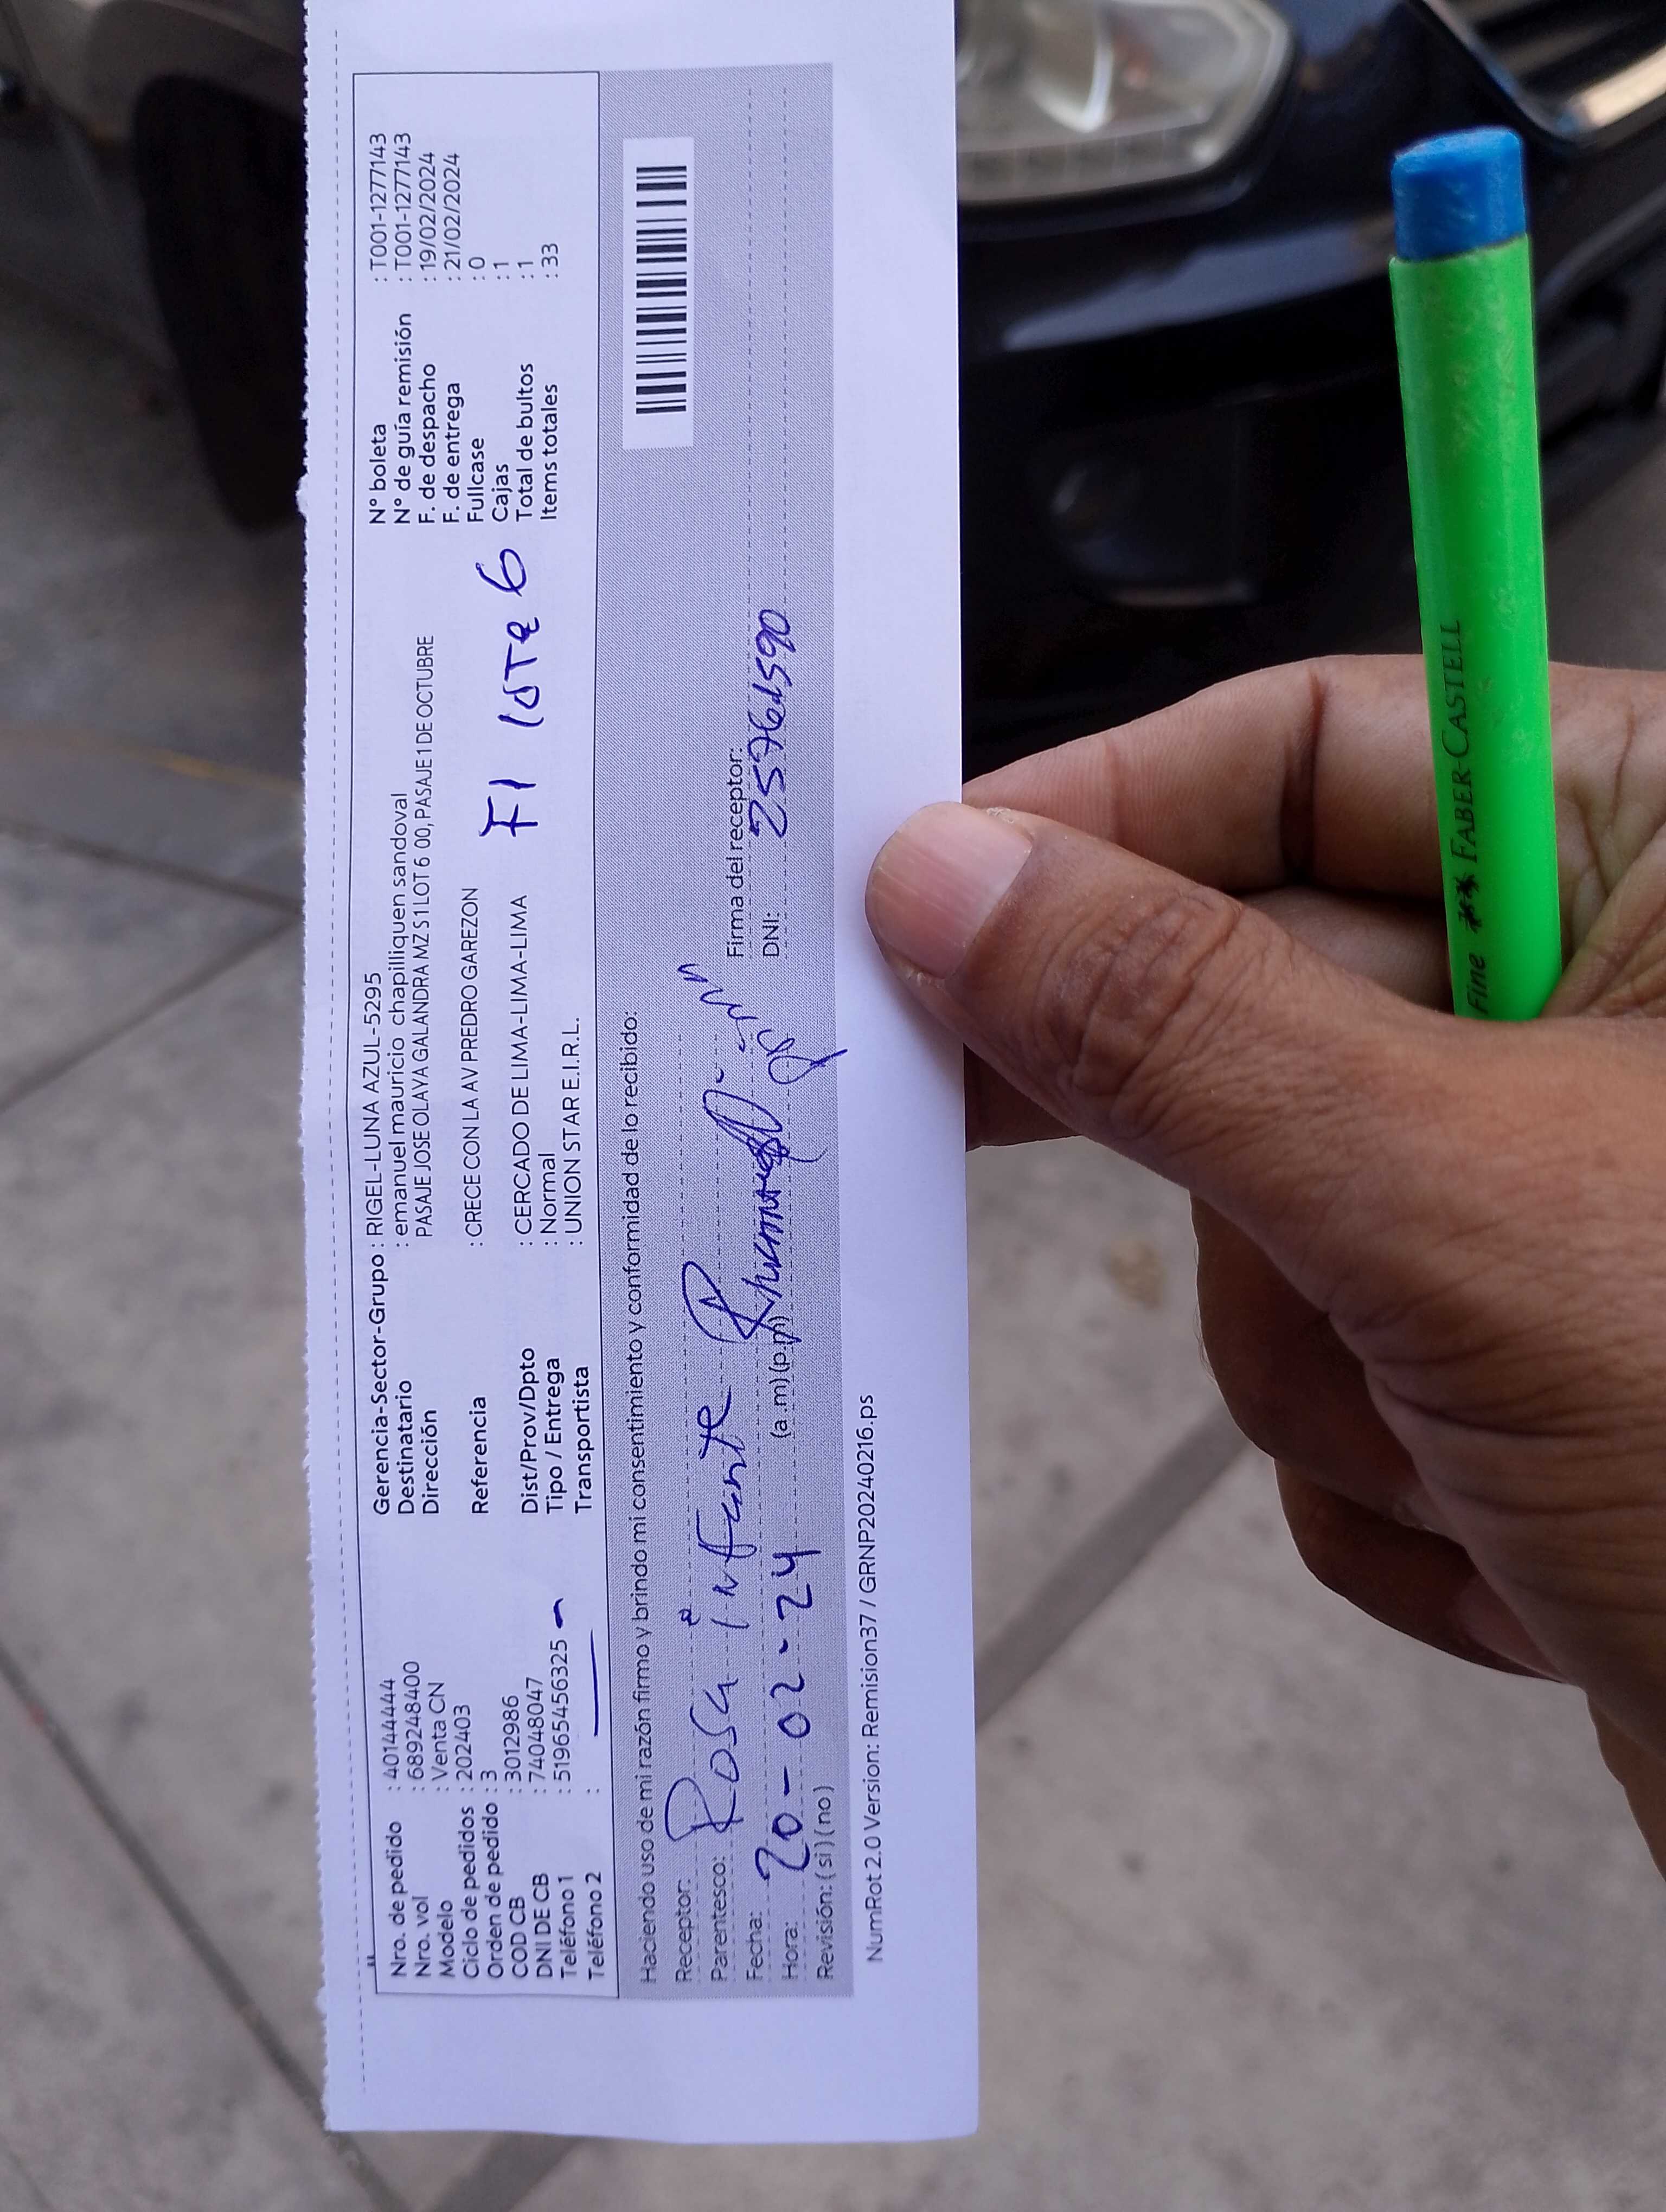 Nro. de pedido : 40144444
Nro. vol : 689248400
Modelo : Venta CN
Ciclo de pedidos : 202403
Orden de pedido : 3
COD CB : 3012986
DNI DE CB : 74048047
Teléfono 1 : 51965456325
Teléfono 2 :
Gerencia-Sector-Grupo : RIGEL-LUNA AZUL-5295
Destinatario : emanuel mauricio chapilliquen sandoval
Dirección PASAJE JOSE OLAYA GALANDRA MZ S1 LOT 6 00, PASAJE 1 DE OCTUBRE
Referencia : CRECE CON LA AV PREDRO GAREZON
Dist/Prov/Dpto : CERCADO DE LIMA-LIMA-LIMA
Tipo / Entrega : Normal
Transportista : UNION STAR E.I.R.L.
F1 lote 6
N° boleta : T001-1277143
N° de guía remisión : T001-1277143
F. de despacho : 19/02/2024
F. de entrega : 21/02/2024
Fullcase : 0
Cajas : 1
Total de bultos : 1
Items totales : 33
Haciendo uso de mi razón firmo y brindo mi consentimiento y conformidad de lo recibido:
Receptor: Rosa infante
Parentesco:
Fecha: 20-02-24
Hora: (a.m) (p.m)
Revisión: ( si ) ( no )
Firma del receptor:
DNI:
NumRot 2.0 Version: Remision37 / GRNP20240216.ps
Fine FABER-CASTELL